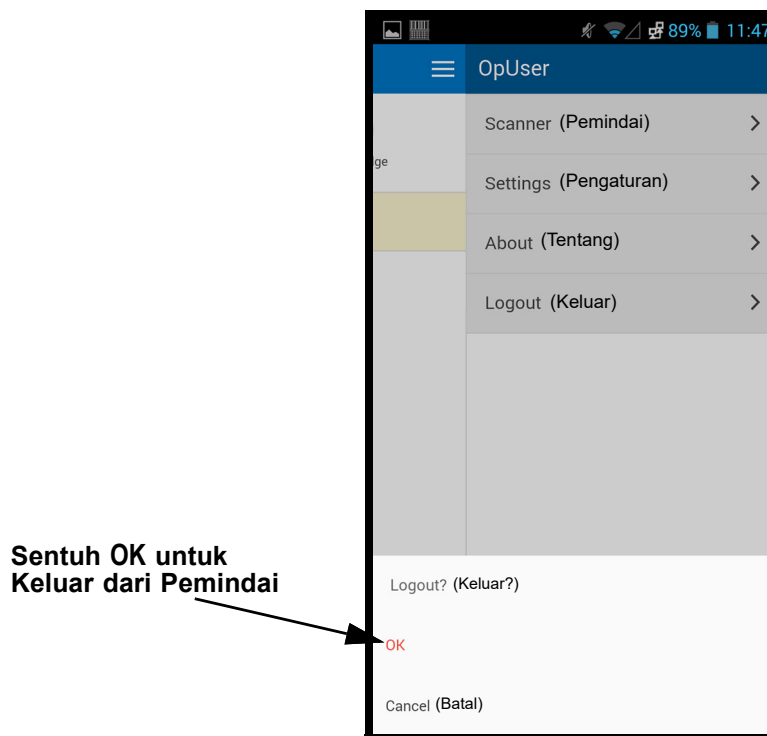 89% 11:47
OpUser
Scanner (Pemindai)
ge
Settings (Pengaturan)
About (Tentang)
Logout (Keluar)
Sentuh OK untuk
Keluar dari Pemindai
Logout? (Keluar?)
OK
Cancel (Batal)